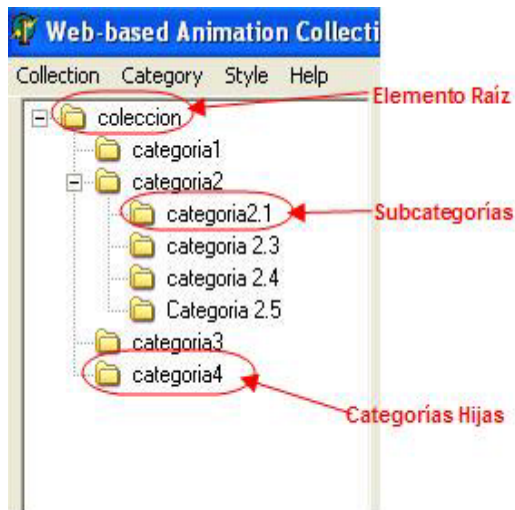 Web-based Animation Collecti
Collection Category Style Help
Elemento Raíz
coleccion
categoria1
categoria2
categoria2.1
Subcategorías
categoria 2.3
categoria 2.4
Categoria 2.5
categoria3
categoria4
Categorías Hijas